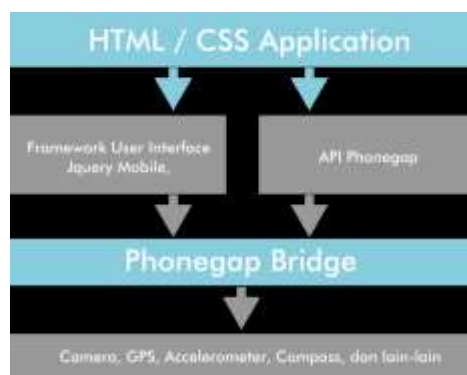 HTML / CSS Application
Framework User Interface
Jquery Mobile,
API Phonegap
Phonegap Bridge
Camera, GPS, Accelerometer, Compass, dan lain-lain